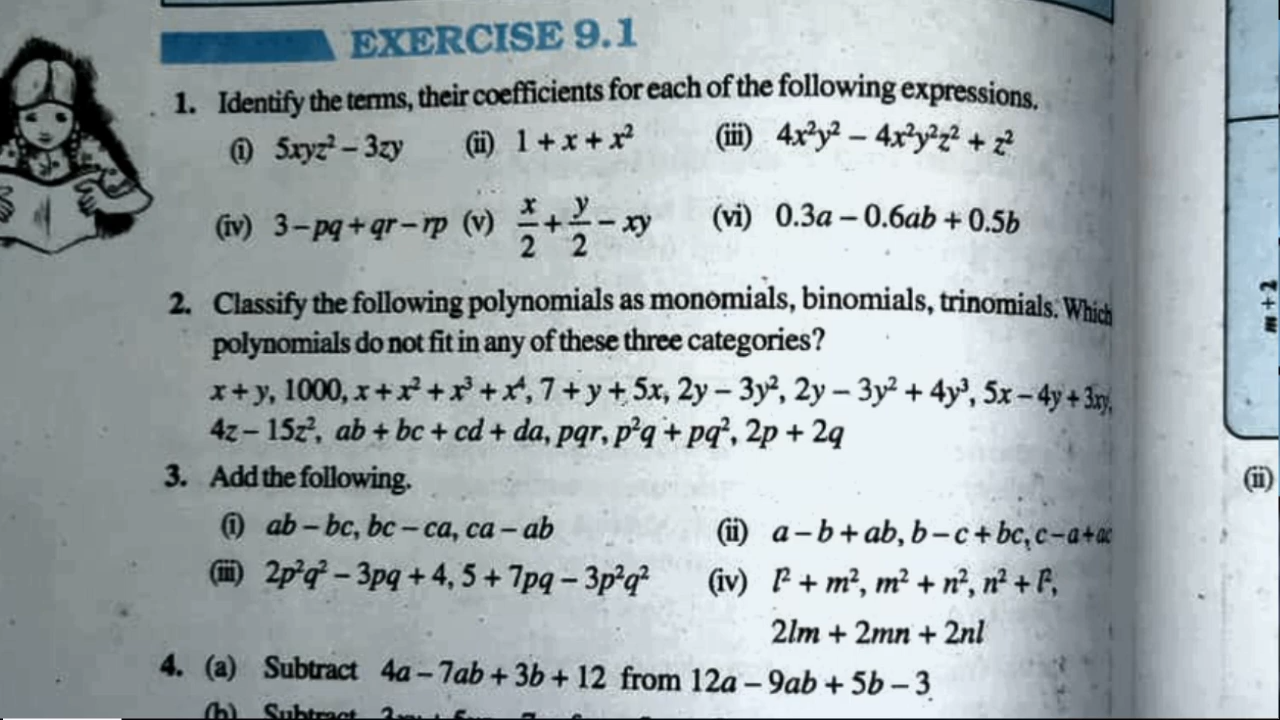 EXERCISE 9.1
1. Identify the terms, their coefficients for each of the following expressions.
(i) 5xyz² – 3zy (ii) 1 + x + x² (iii) 4x²y² – 4x²y²z² + z²
(iv) 3 – pq + qr – rp (v) x/2 + y/2 – xy (vi) 0.3a – 0.6ab + 0.5b
2. Classify the following polynomials as monomials, binomials, trinomials. Which
polynomials do not fit in any of these three categories?
x + y, 1000, x + x² + x³ + x⁴, 7 + y + 5x, 2y – 3y², 2y – 3y² + 4y³, 5x – 4y + 3xy,
4z – 15z², ab + bc + cd + da, pqr, p²q + pq², 2p + 2q
3. Add the following.
(i) ab – bc, bc – ca, ca – ab (ii) a – b + ab, b – c + bc, c – a + ac
(iii) 2p²q² – 3pq + 4, 5 + 7pq – 3p²q² (iv) l² + m², m² + n², n² + l²,
2lm + 2mn + 2nl
4. (a) Subtract 4a – 7ab + 3b + 12 from 12a – 9ab + 5b – 3
(b) Subtract
m + 2
(ii)